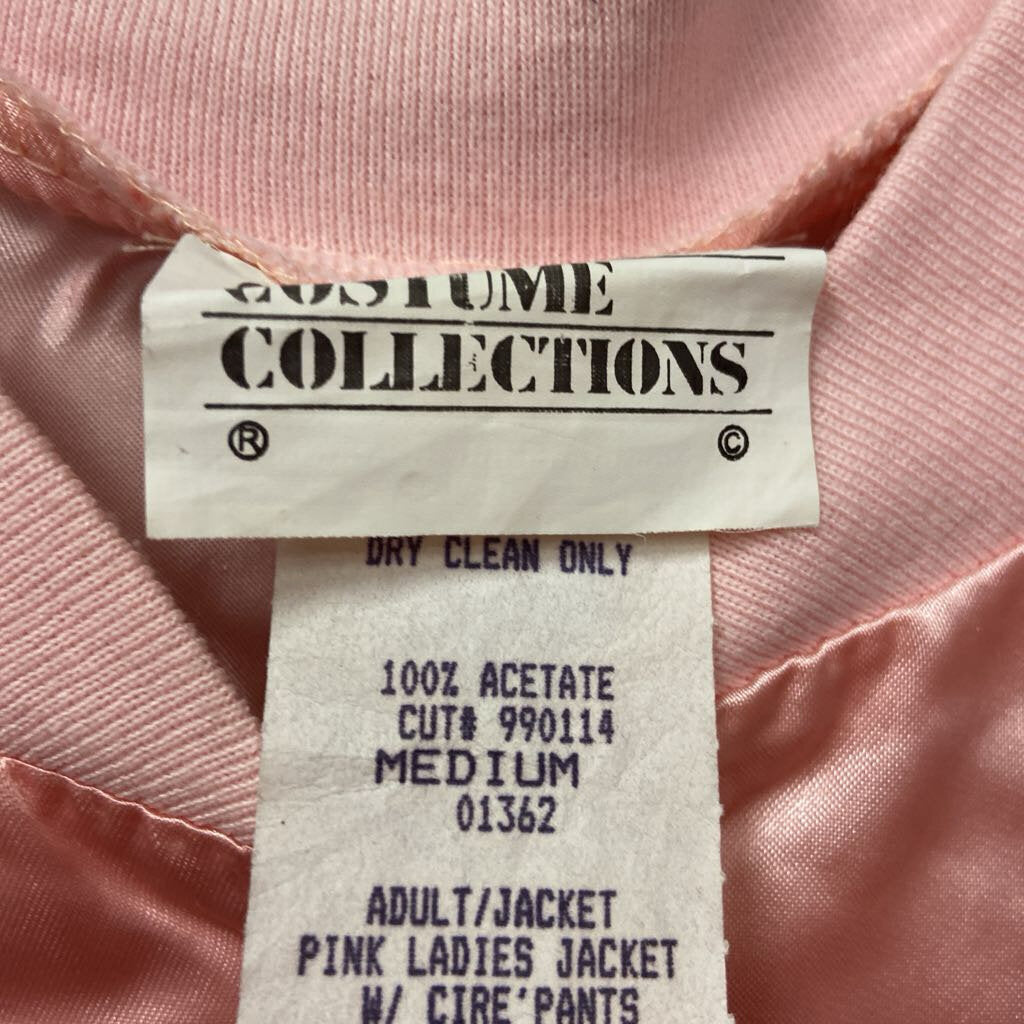 COSTUME
COLLECTIONS
® ©
DRY CLEAN ONLY
100% ACETATE
CUT# 990114
MEDIUM
01362
ADULT/JACKET
PINK LADIES JACKET
W/ CIRE'PANTS